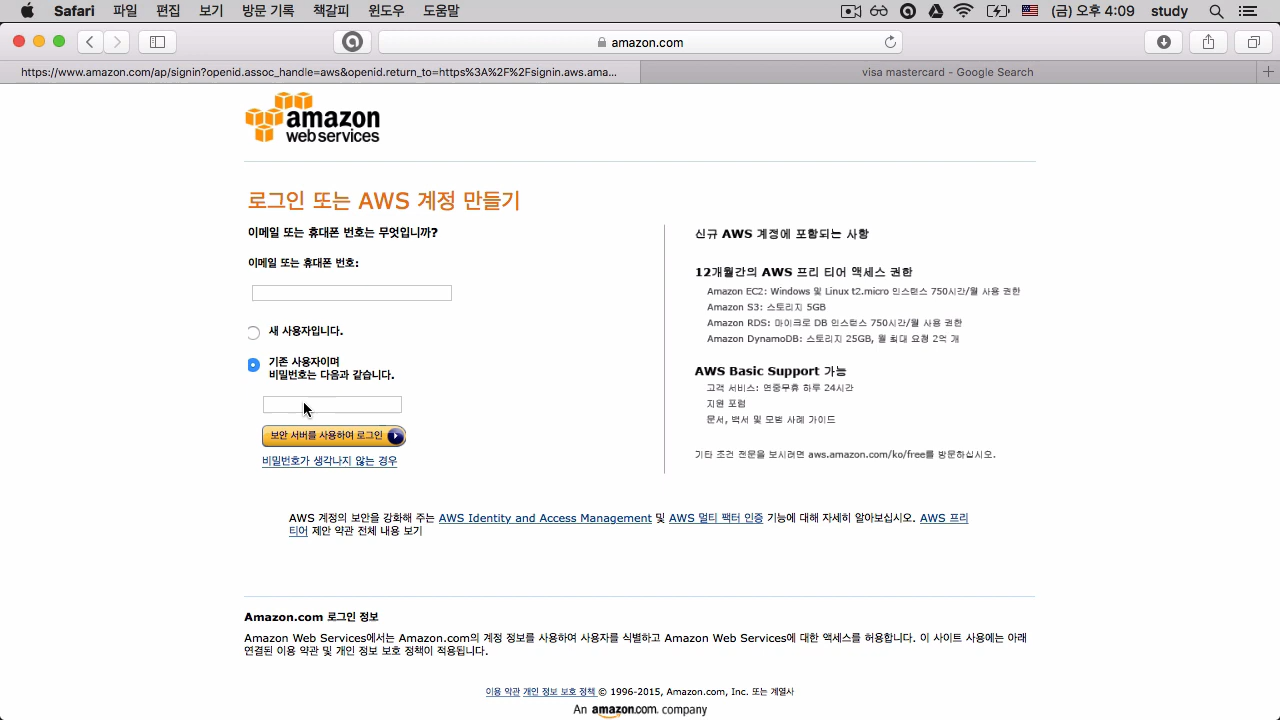 Safari 파일 편집 보기 방문 기록 책갈피 윈도우 도움말 (금) 오후 4:09 study
amazon.com
https://www.amazon.com/ap/signin?openid.assoc_handle=aws&openid.return_to=https%3A%2F%2Fsignin.aws.ama... visa mastercard - Google Search
amazon
web services
로그인 또는 AWS 계정 만들기
이메일 또는 휴대폰 번호는 무엇입니까?
이메일 또는 휴대폰 번호:
새 사용자입니다.
기존 사용자이며
비밀번호는 다음과 같습니다.
보안 서버를 사용하여 로그인
비밀번호가 생각나지 않는 경우
신규 AWS 계정에 포함되는 사항
12개월간의 AWS 프리 티어 액세스 권한
Amazon EC2: Windows 및 Linux t2.micro 인스턴스 750시간/월 사용 권한
Amazon S3: 스토리지 5GB
Amazon RDS: 마이크로 DB 인스턴스 750시간/월 사용 권한
Amazon DynamoDB: 스토리지 25GB, 월 최대 요청 2억 개
AWS Basic Support 가능
고객 서비스: 연중무휴 하루 24시간
지원 포럼
문서, 백서 및 모범 사례 가이드
기타 조건 전문을 보시려면 aws.amazon.com/ko/free를 방문하십시오.
AWS 계정의 보안을 강화해 주는 AWS Identity and Access Management 및 AWS 멀티 팩터 인증 기능에 대해 자세히 알아보십시오. AWS 프리
티어 제안 약관 전체 내용 보기
Amazon.com 로그인 정보
Amazon Web Services에서는 Amazon.com의 계정 정보를 사용하여 사용자를 식별하고 Amazon Web Services에 대한 액세스를 허용합니다. 이 사이트 사용에는 아래
연결된 이용 약관 및 개인 정보 보호 정책이 적용됩니다.
이용 약관 개인 정보 보호 정책 © 1996-2015, Amazon.com, Inc. 또는 계열사
An amazon.com. company